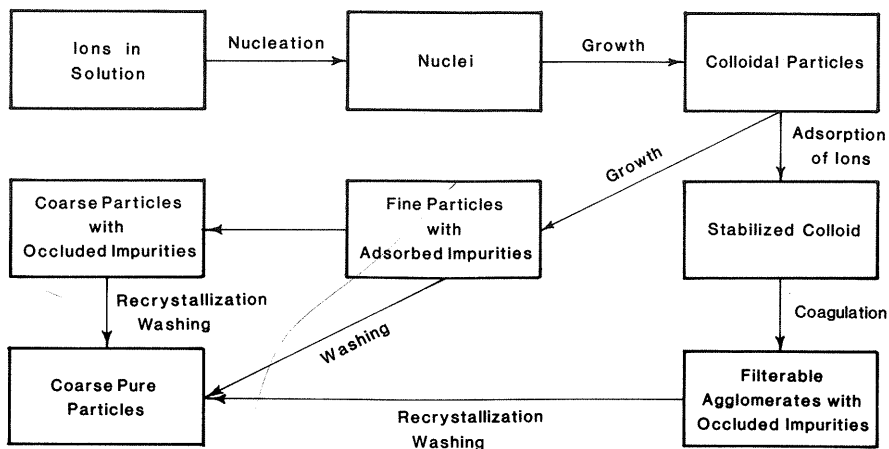 Ions in
Solution
Nucleation
Nuclei
Growth
Colloidal Particles
Adsorption
of Ions
Growth
Coarse Particles
with
Occluded Impurities
Fine Particles
with
Adsorbed Impurities
Stabilized Colloid
Recrystallization
Washing
Washing
Coagulation
Coarse Pure
Particles
Recrystallization
Washing
Filterable
Agglomerates with
Occluded Impurities